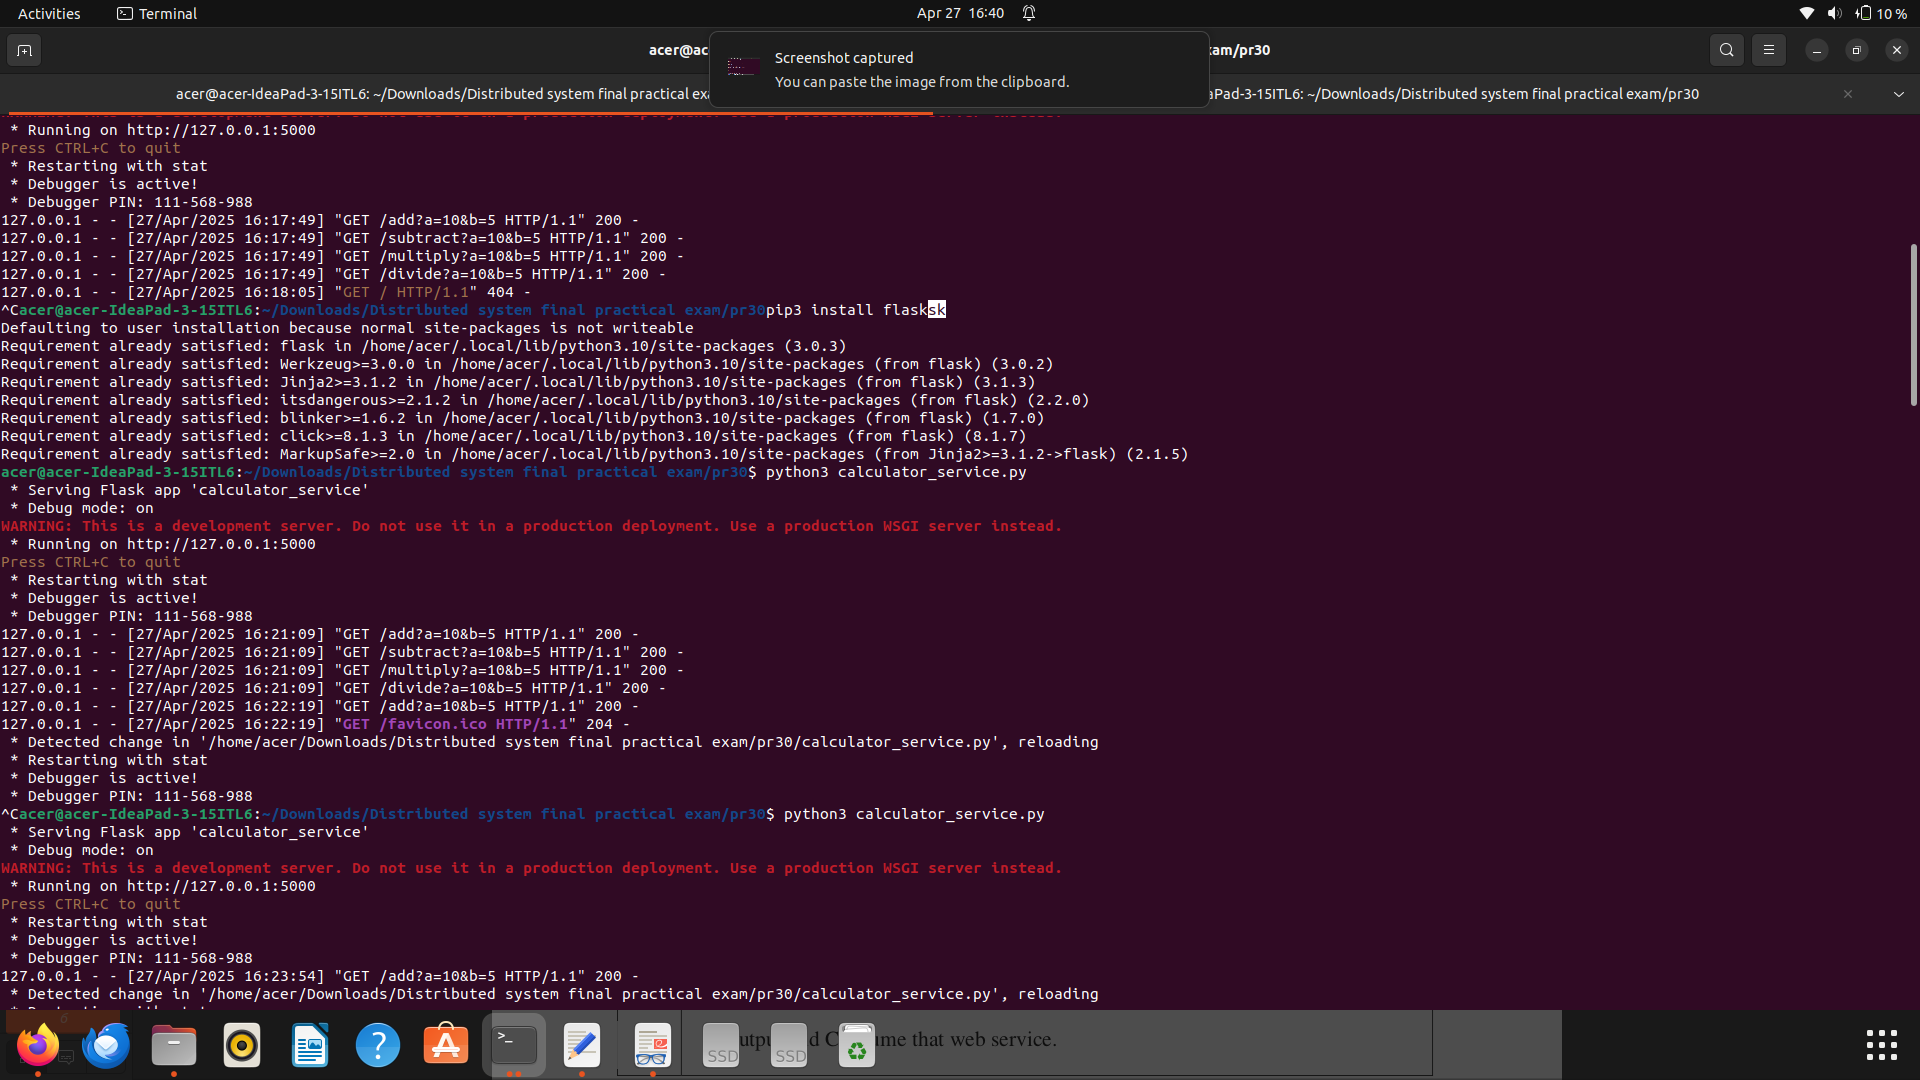 Activities
Terminal
Apr 27 16:40
10 %
acer@ac
xam/pr30
Screenshot captured
You can paste the image from the clipboard.
acer@acer-IdeaPad-3-15ITL6: ~/Downloads/Distributed system final practical exa
aPad-3-15ITL6: ~/Downloads/Distributed system final practical exam/pr30
WARNING: This is a development server. Do not use it in a production deployment. Use a production WSGI server instead.
 * Running on http://127.0.0.1:5000
Press CTRL+C to quit
 * Restarting with stat
 * Debugger is active!
 * Debugger PIN: 111-568-988
127.0.0.1 - - [27/Apr/2025 16:17:49] "GET /add?a=10&b=5 HTTP/1.1" 200 -
127.0.0.1 - - [27/Apr/2025 16:17:49] "GET /subtract?a=10&b=5 HTTP/1.1" 200 -
127.0.0.1 - - [27/Apr/2025 16:17:49] "GET /multiply?a=10&b=5 HTTP/1.1" 200 -
127.0.0.1 - - [27/Apr/2025 16:17:49] "GET /divide?a=10&b=5 HTTP/1.1" 200 -
127.0.0.1 - - [27/Apr/2025 16:18:05] "GET / HTTP/1.1" 404 -
^Cacer@acer-IdeaPad-3-15ITL6:~/Downloads/Distributed system final practical exam/pr30pip3 install flasksk
Defaulting to user installation because normal site-packages is not writeable
Requirement already satisfied: flask in /home/acer/.local/lib/python3.10/site-packages (3.0.3)
Requirement already satisfied: Werkzeug>=3.0.0 in /home/acer/.local/lib/python3.10/site-packages (from flask) (3.0.2)
Requirement already satisfied: Jinja2>=3.1.2 in /home/acer/.local/lib/python3.10/site-packages (from flask) (3.1.3)
Requirement already satisfied: itsdangerous>=2.1.2 in /home/acer/.local/lib/python3.10/site-packages (from flask) (2.2.0)
Requirement already satisfied: blinker>=1.6.2 in /home/acer/.local/lib/python3.10/site-packages (from flask) (1.7.0)
Requirement already satisfied: click>=8.1.3 in /home/acer/.local/lib/python3.10/site-packages (from flask) (8.1.7)
Requirement already satisfied: MarkupSafe>=2.0 in /home/acer/.local/lib/python3.10/site-packages (from Jinja2>=3.1.2->flask) (2.1.5)
acer@acer-IdeaPad-3-15ITL6:~/Downloads/Distributed system final practical exam/pr30$ python3 calculator_service.py
 * Serving Flask app 'calculator_service'
 * Debug mode: on
WARNING: This is a development server. Do not use it in a production deployment. Use a production WSGI server instead.
 * Running on http://127.0.0.1:5000
Press CTRL+C to quit
 * Restarting with stat
 * Debugger is active!
 * Debugger PIN: 111-568-988
127.0.0.1 - - [27/Apr/2025 16:21:09] "GET /add?a=10&b=5 HTTP/1.1" 200 -
127.0.0.1 - - [27/Apr/2025 16:21:09] "GET /subtract?a=10&b=5 HTTP/1.1" 200 -
127.0.0.1 - - [27/Apr/2025 16:21:09] "GET /multiply?a=10&b=5 HTTP/1.1" 200 -
127.0.0.1 - - [27/Apr/2025 16:21:09] "GET /divide?a=10&b=5 HTTP/1.1" 200 -
127.0.0.1 - - [27/Apr/2025 16:22:19] "GET /add?a=10&b=5 HTTP/1.1" 200 -
127.0.0.1 - - [27/Apr/2025 16:22:19] "GET /favicon.ico HTTP/1.1" 204 -
 * Detected change in '/home/acer/Downloads/Distributed system final practical exam/pr30/calculator_service.py', reloading
 * Restarting with stat
 * Debugger is active!
 * Debugger PIN: 111-568-988
^Cacer@acer-IdeaPad-3-15ITL6:~/Downloads/Distributed system final practical exam/pr30$ python3 calculator_service.py
 * Serving Flask app 'calculator_service'
 * Debug mode: on
WARNING: This is a development server. Do not use it in a production deployment. Use a production WSGI server instead.
 * Running on http://127.0.0.1:5000
Press CTRL+C to quit
 * Restarting with stat
 * Debugger is active!
 * Debugger PIN: 111-568-988
127.0.0.1 - - [27/Apr/2025 16:23:54] "GET /add?a=10&b=5 HTTP/1.1" 200 -
 * Detected change in '/home/acer/Downloads/Distributed system final practical exam/pr30/calculator_service.py', reloading
SSD
SSD
that web service.